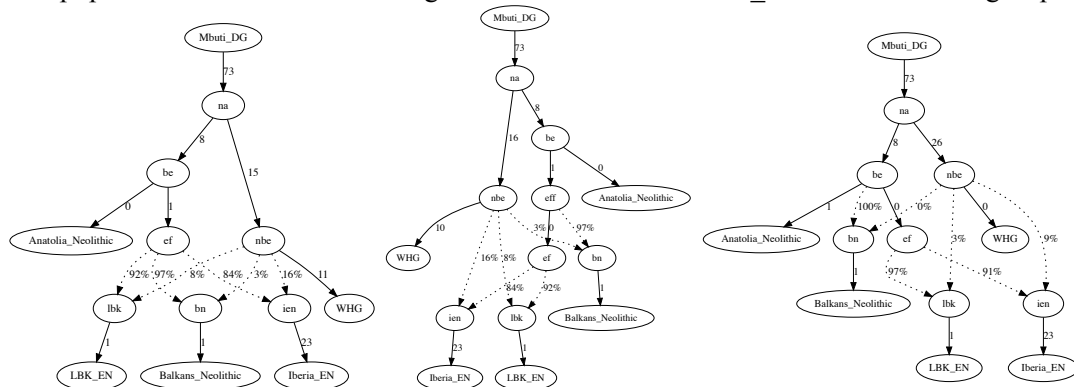 Mbuti_DG
73
na
8
15
be
0
1
Anatolia_Neolithic
ef
nbe
92%
97%
8%
84%
3%
16%
11
lbk
bn
ien
WHG
1
1
23
LBK_EN
Balkans_Neolithic
Iberia_EN
Mbuti_DG
73
na
8
16
be
1
0
nbe
eff
Anatolia_Neolithic
10
3%
0
97%
WHG
16%
8%
ef
bn
84%
92%
1
ien
lbk
Balkans_Neolithic
23
1
Iberia_EN
LBK_EN
Mbuti_DG
73
na
8
26
be
nbe
1
100%
0
0%
0
Anatolia_Neolithic
bn
ef
3%
WHG
9%
1
97%
91%
Balkans_Neolithic
lbk
ien
1
23
LBK_EN
Iberia_EN